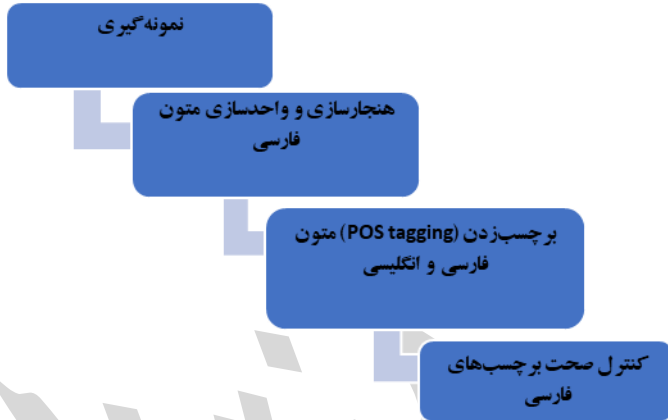 نمونه‌گیری
هنجارسازی و واحدسازی متون
فارسی
برچسب‌زدن (POS tagging) متون
فارسی و انگلیسی
کنترل صحت برچسب‌های
فارسی